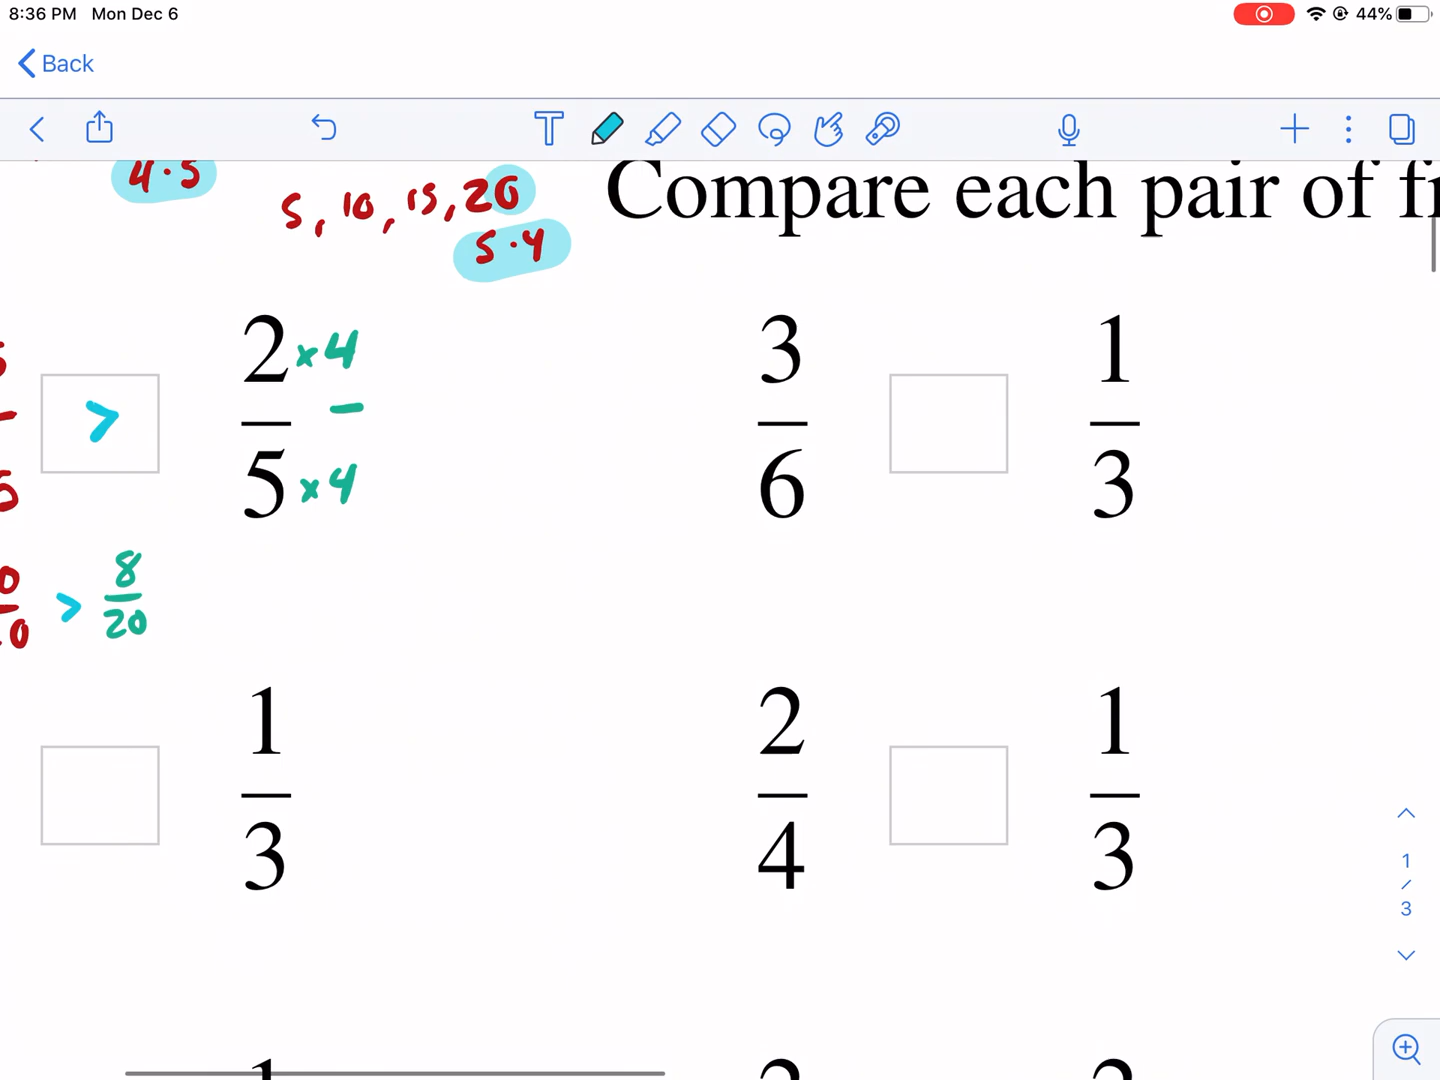 8:36 PM Mon Dec 6 44%
Back
T
4·5
5, 10, 15, 20
5·4
Compare each pair of
> 2/5 ×4 – ×4
3/6 1/3
> 8/20
1/3
2/4 1/3
1 / 3